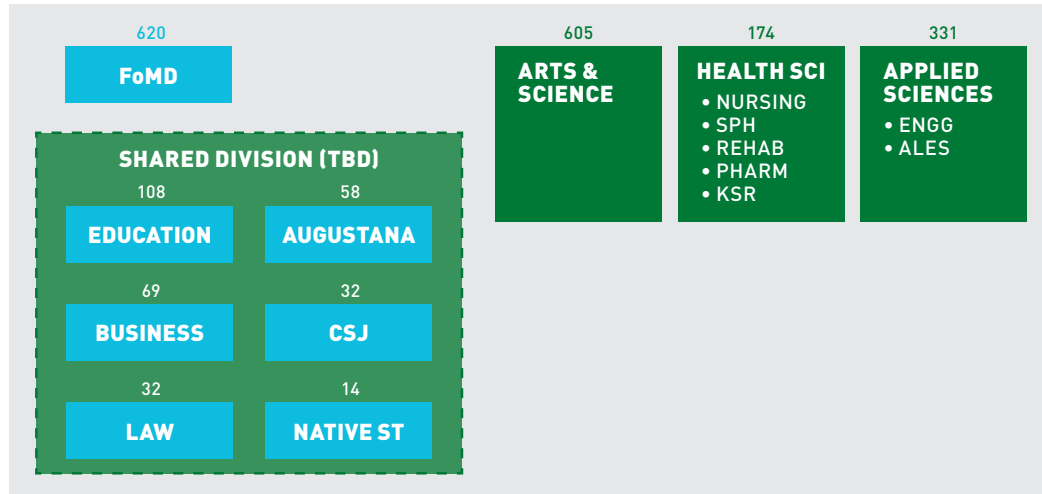 620
FoMD
SHARED DIVISION (TBD)
108
EDUCATION
58
AUGUSTANA
69
BUSINESS
32
CSJ
32
LAW
14
NATIVE ST
605
ARTS &
SCIENCE
174
HEALTH SCI
• NURSING
• SPH
• REHAB
• PHARM
• KSR
331
APPLIED
SCIENCES
• ENGG
• ALES